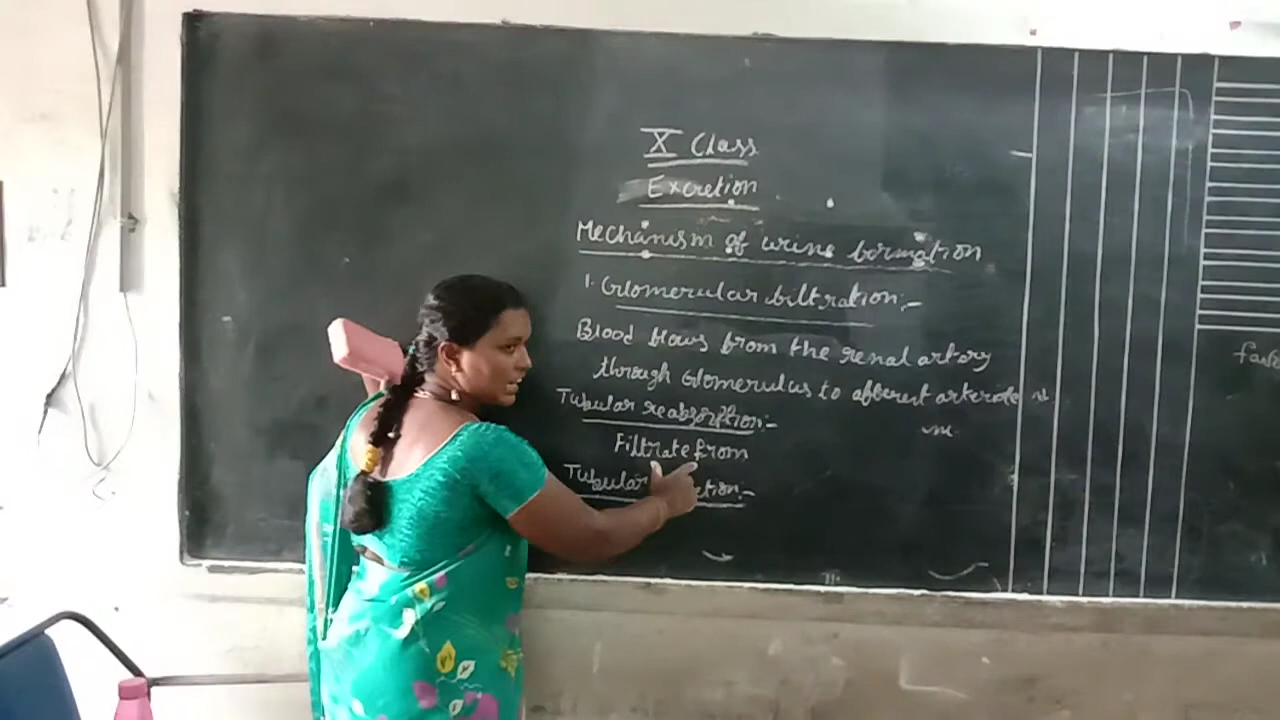 X Class
Excretion
Mechanism of urine formation
1. Glomerular filtration:-
Blood flows from the renal artery
through Glomerulus to afferent arteriole
Tubular reabsorption:-
Filtrate from
Tubular